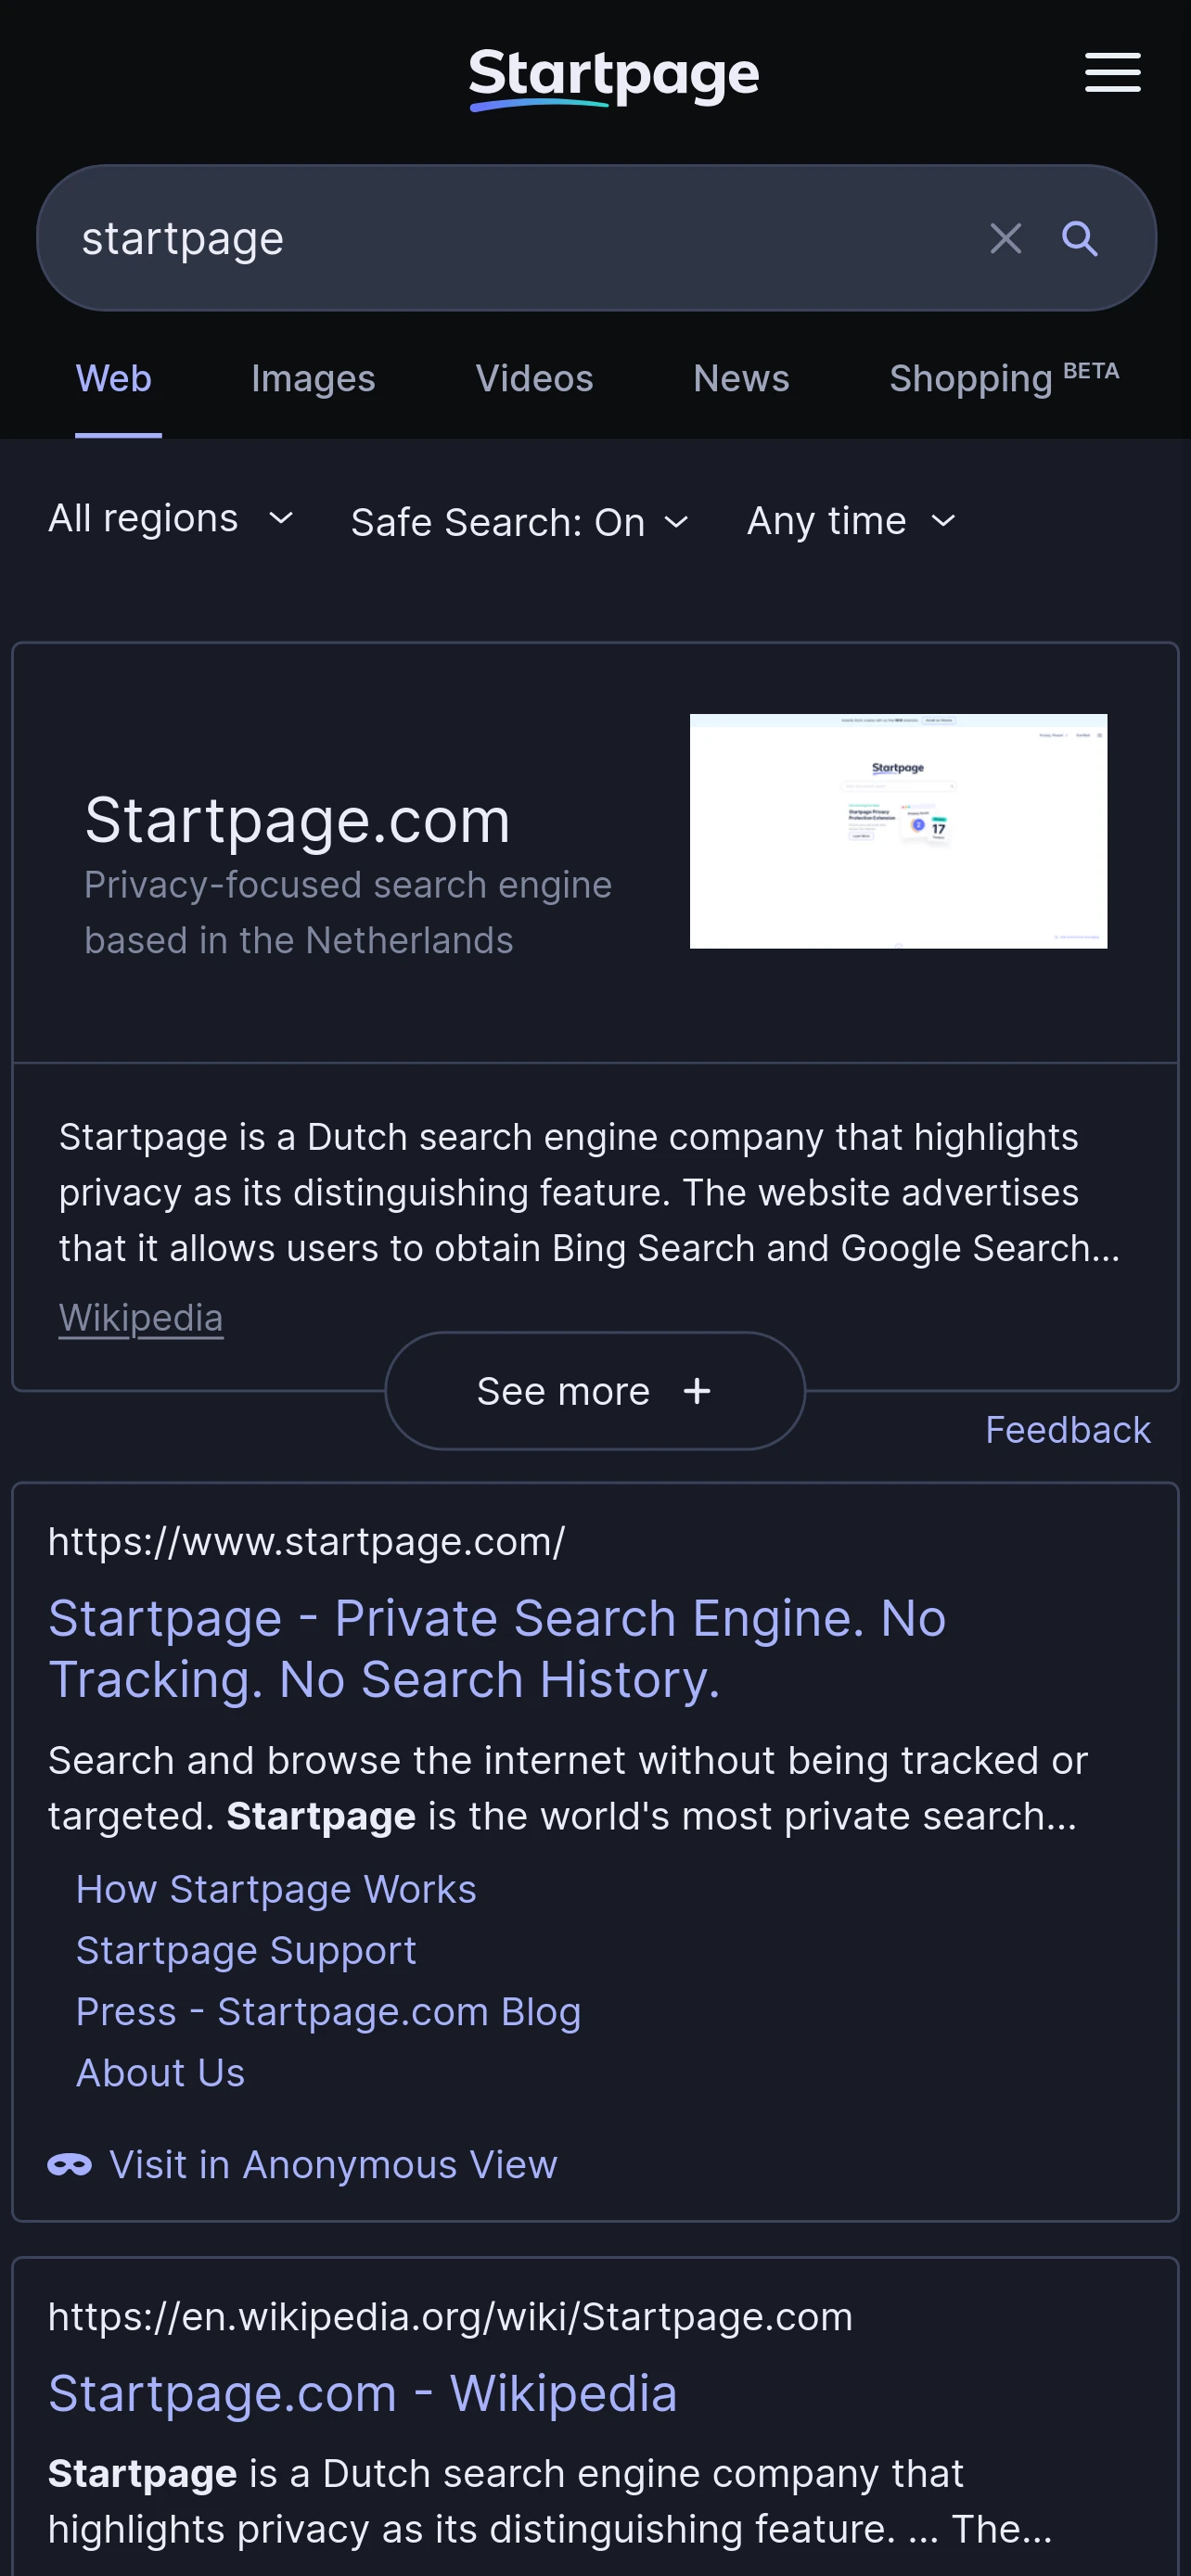 Startpage
startpage
Web Images Videos News Shopping BETA
All regions Safe Search: On Any time
Startpage.com
Privacy-focused search engine
based in the Netherlands
Startpage
Startpage Privacy
Protection Extension
17
Startpage is a Dutch search engine company that highlights
privacy as its distinguishing feature. The website advertises
that it allows users to obtain Bing Search and Google Search...
Wikipedia
See more +
Feedback
https://www.startpage.com/
Startpage - Private Search Engine. No
Tracking. No Search History.
Search and browse the internet without being tracked or
targeted. Startpage is the world's most private search...
How Startpage Works
Startpage Support
Press - Startpage.com Blog
About Us
Visit in Anonymous View
https://en.wikipedia.org/wiki/Startpage.com
Startpage.com - Wikipedia
Startpage is a Dutch search engine company that
highlights privacy as its distinguishing feature. ... The...